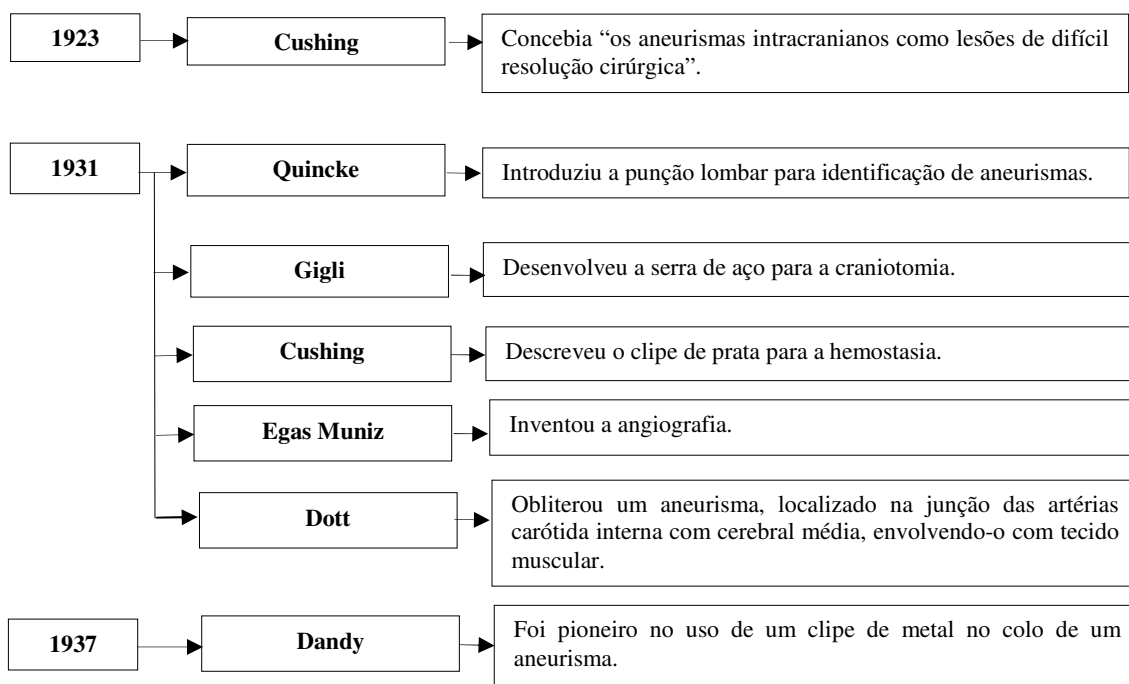 1923
Cushing
Concebia “os aneurismas intracranianos como lesões de difícil
resolução cirúrgica”.
1931
Quincke
Introduziu a punção lombar para identificação de aneurismas.
Gigli
Desenvolveu a serra de aço para a craniotomia.
Cushing
Descreveu o clipe de prata para a hemostasia.
Egas Muniz
Inventou a angiografia.
Dott
Obliterou um aneurisma, localizado na junção das artérias
carótida interna com cerebral média, envolvendo-o com tecido
muscular.
1937
Dandy
Foi pioneiro no uso de um clipe de metal no colo de um
aneurisma.